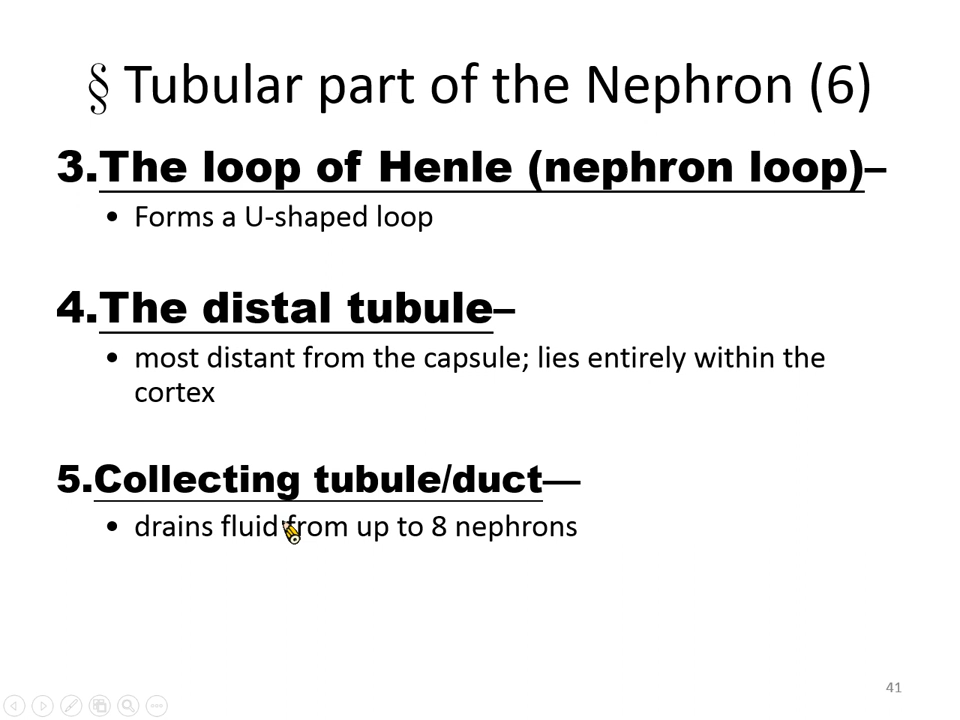 § Tubular part of the Nephron (6)
3.The loop of Henle (nephron loop)–
• Forms a U-shaped loop
4.The distal tubule–
• most distant from the capsule; lies entirely within the
cortex
5.Collecting tubule/duct—
• drains fluid from up to 8 nephrons
41